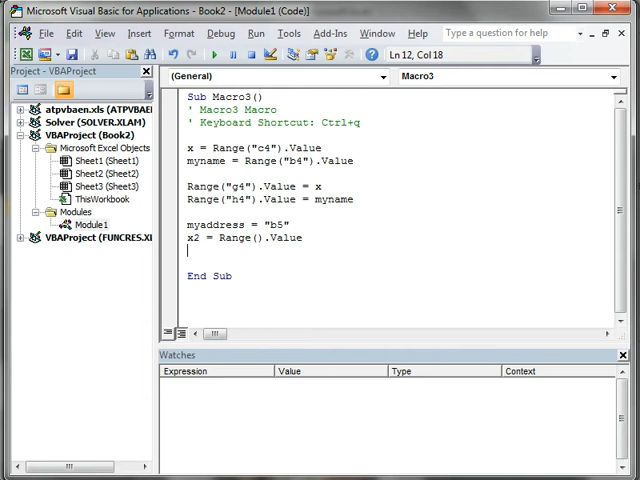 Microsoft Visual Basic for Applications - Book2 - [Module1 (Code)]
File Edit View Insert Format Debug Run Tools Add-Ins Window Help
Type a question for help
Ln 12, Col 18
Project - VBAProject
(General)
Macro3
atpvbaen.xls (ATPVBAEN
Solver (SOLVER.XLAM)
VBAProject (Book2)
Microsoft Excel Objects
Sheet1 (Sheet1)
Sheet2 (Sheet2)
Sheet3 (Sheet3)
ThisWorkbook
Modules
Module1
VBAProject (FUNCRES.XL
Sub Macro3()
' Macro3 Macro
' Keyboard Shortcut: Ctrl+q
x = Range("c4").Value
myname = Range("b4").Value
Range("g4").Value = x
Range("h4").Value = myname
myaddress = "b5"
x2 = Range().Value
End Sub
Watches
Expression Value Type Context